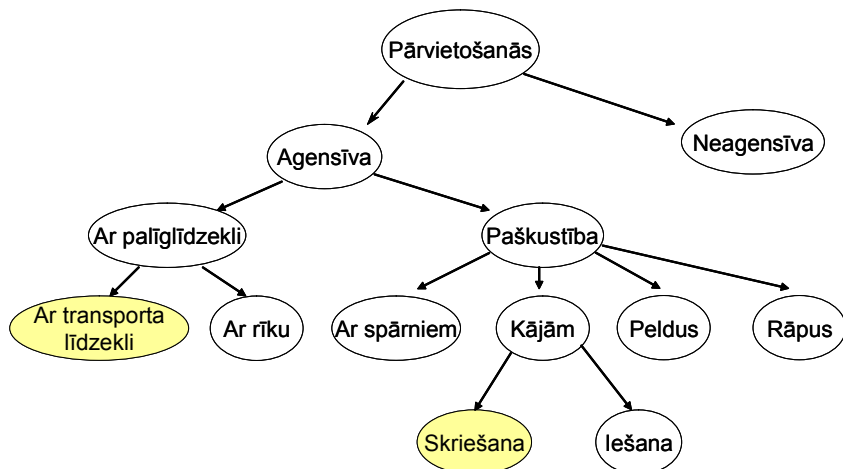 Pārvietošanās
Agensīva
Neagensīva
Ar palīglīdzekli
Paškustība
Ar transporta
līdzekli
Ar rīku
Ar spārniem
Kājām
Peldus
Rāpus
Skriešana
Iešana